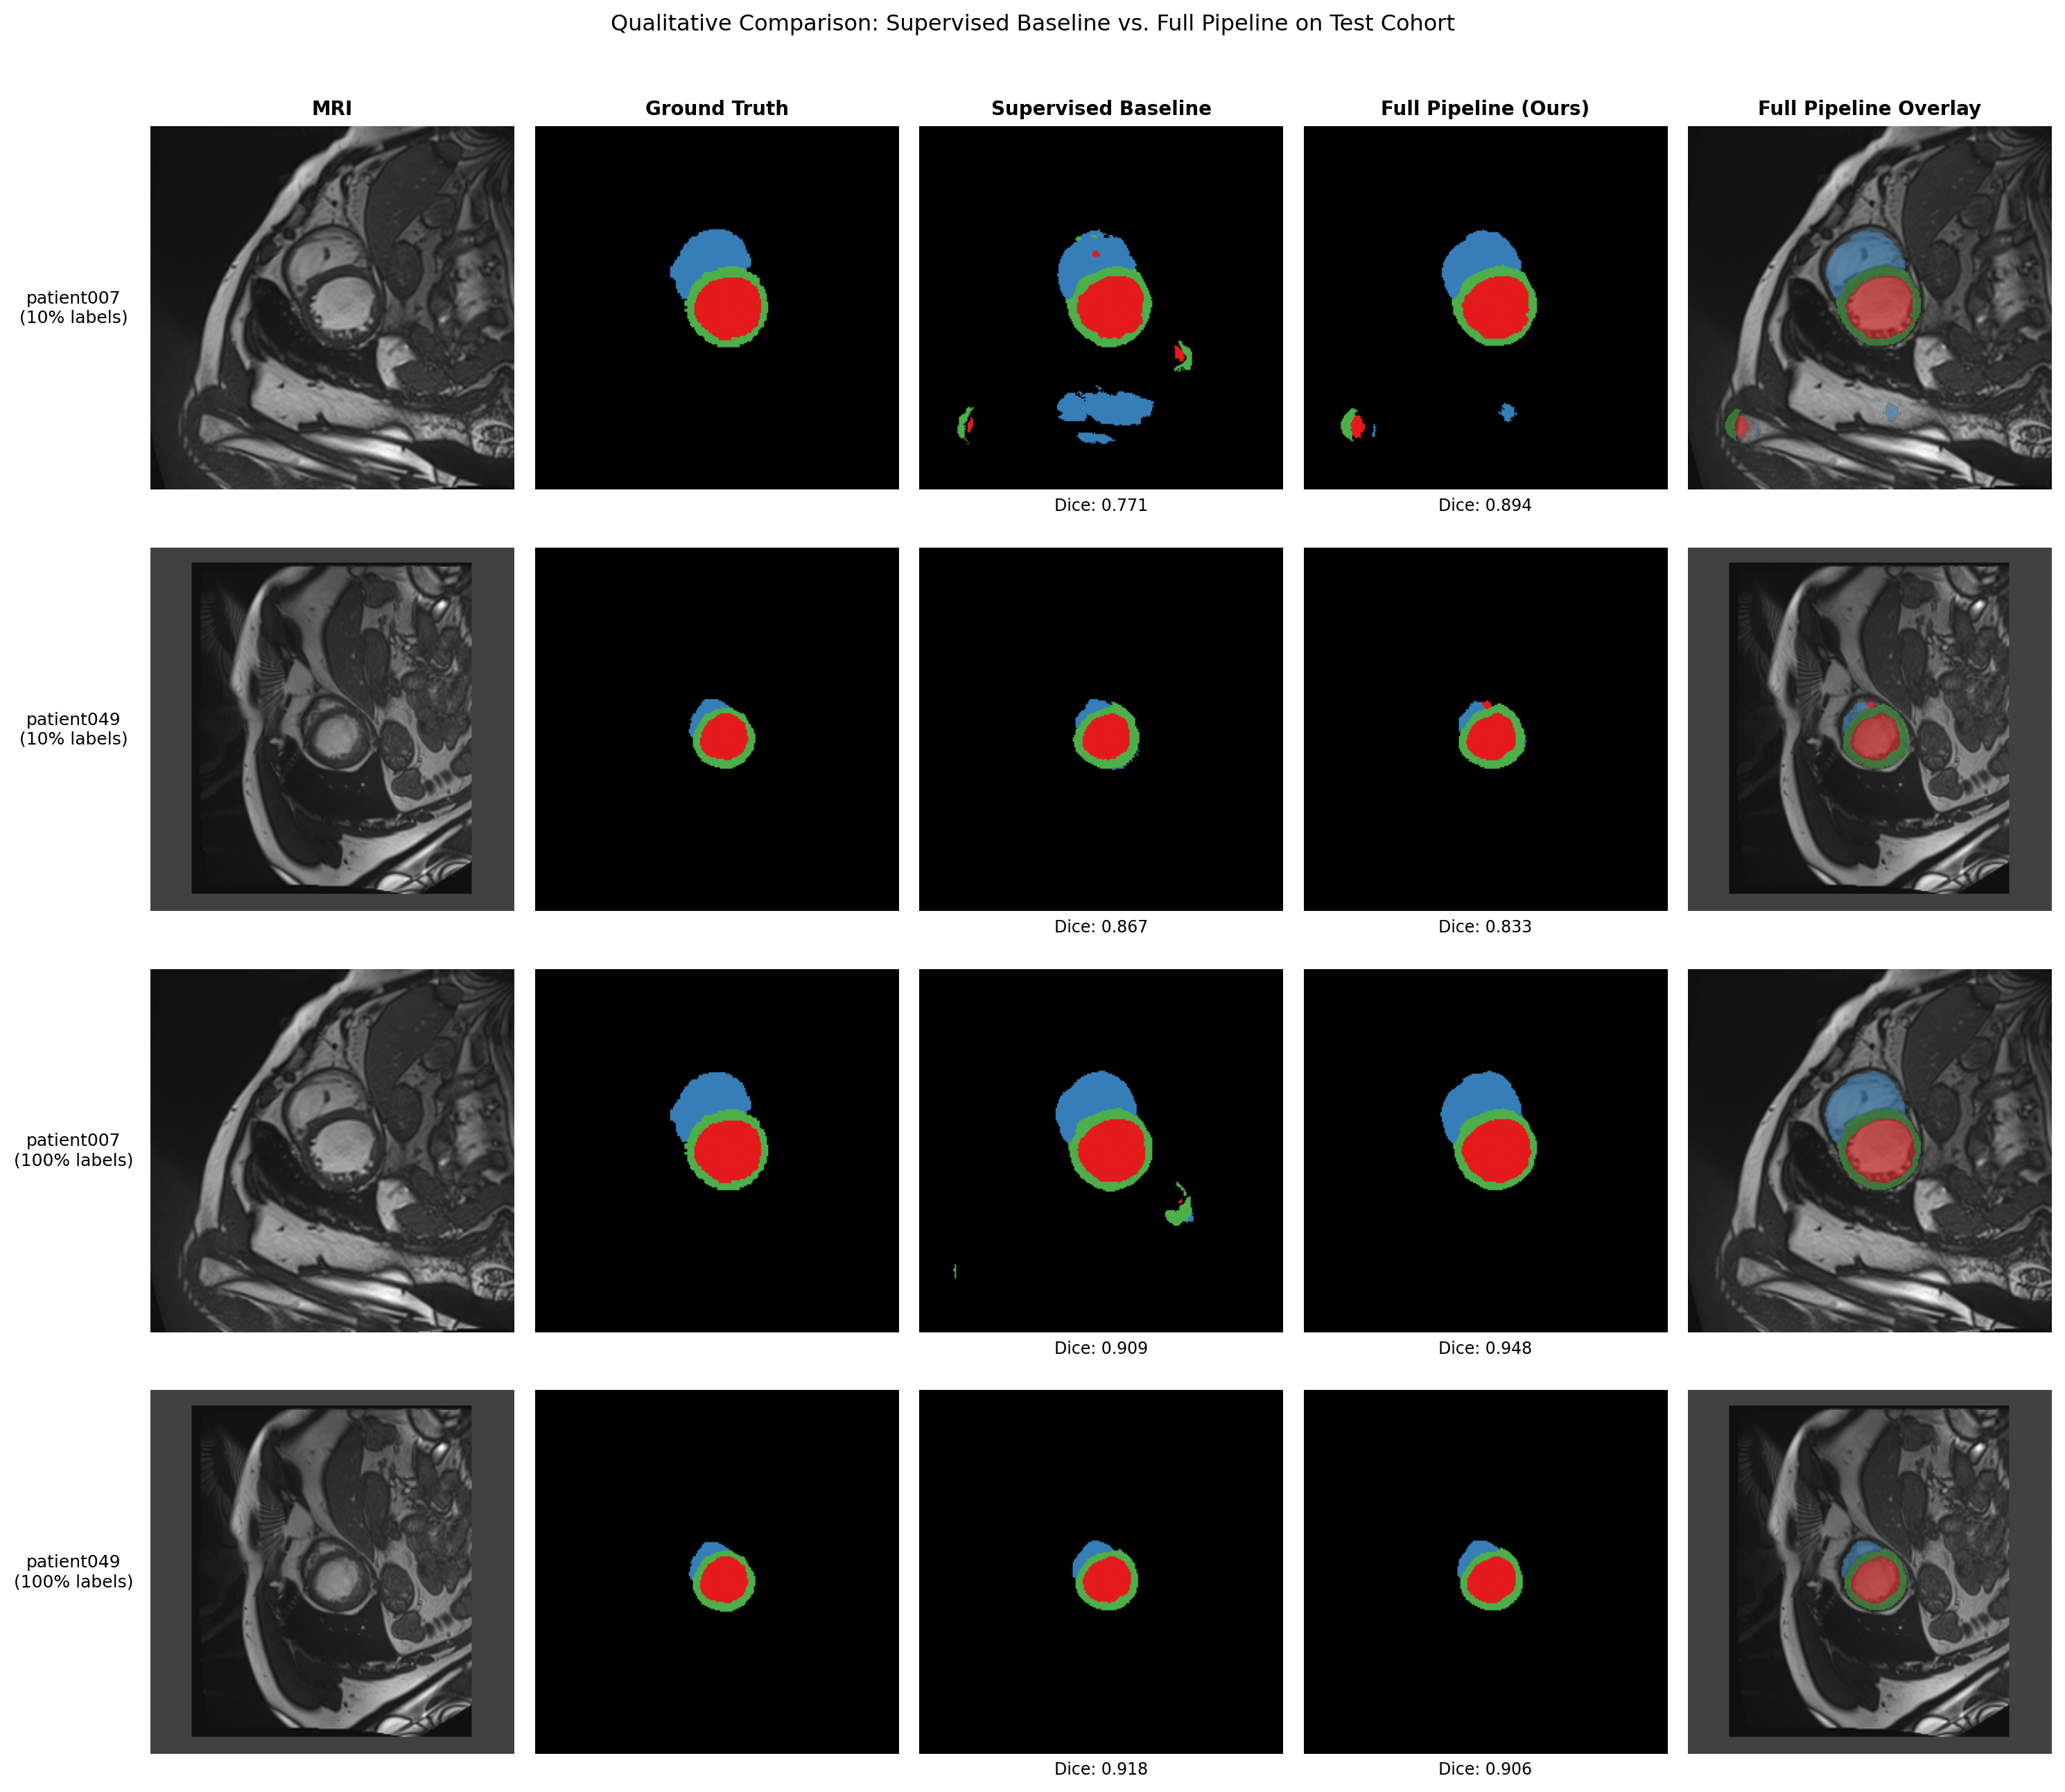 Qualitative Comparison: Supervised Baseline vs. Full Pipeline on Test Cohort
MRI
Ground Truth
Supervised Baseline
Full Pipeline (Ours)
Full Pipeline Overlay
patient007
(10% labels)
Dice: 0.771
Dice: 0.894
patient049
(10% labels)
Dice: 0.867
Dice: 0.833
patient007
(100% labels)
Dice: 0.909
Dice: 0.948
patient049
(100% labels)
Dice: 0.918
Dice: 0.906